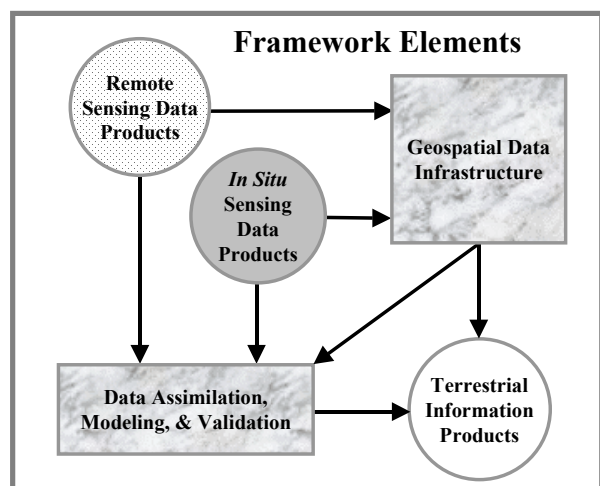 Framework Elements
Remote
Sensing Data
Products
Geospatial Data
Infrastructure
In Situ
Sensing
Data
Products
Data Assimilation,
Modeling, & Validation
Terrestrial
Information
Products